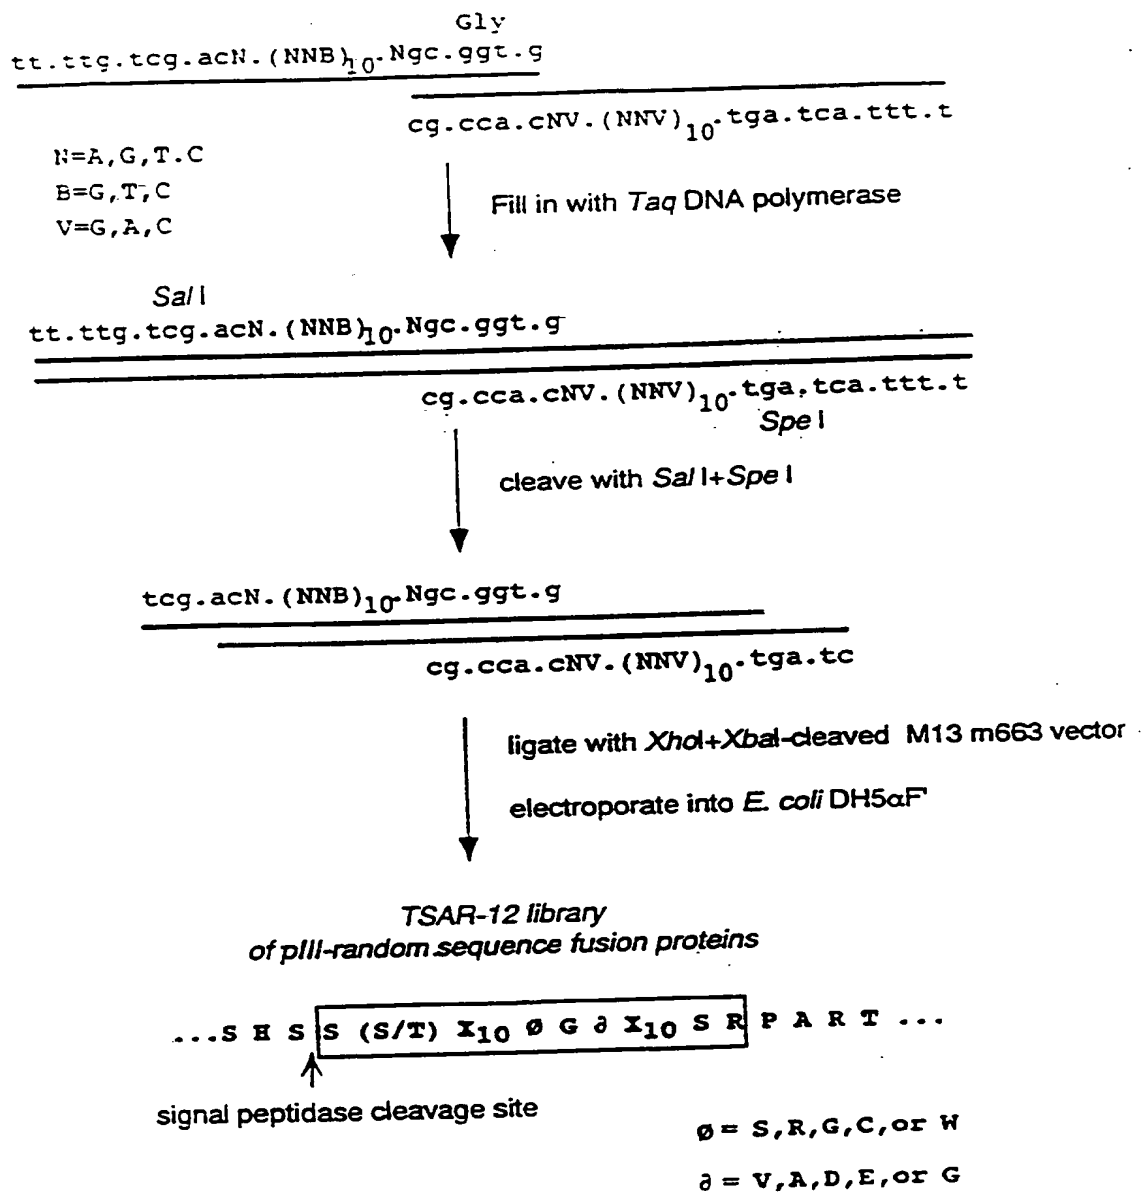 Gly
tt.ttg.tcg.acN.(NNB)10.Ngc.ggt.g
cg.cca.cNV.(NNV)10.tga.tca.ttt.t
N=A,G,T.C
B=G,T,C
V=G,A,C
Fill in with Taq DNA polymerase
Sal I
tt.ttg.tcg.acN.(NNB)10.Ngc.ggt.g
cg.cca.cNV.(NNV)10.tga.tca.ttt.t
Spe I
cleave with Sal I+Spe I
tcg.acN.(NNB)10.Ngc.ggt.g
cg.cca.cNV.(NNV)10.tga.tc
ligate with XhoI+XbaI-cleaved M13 m663 vector
electroporate into E. coli DH5αF'
TSAR-12 library
of pIII-random sequence fusion proteins
...S H S S (S/T) X10 ø G ∂ X10 S R P A R T ...
signal peptidase cleavage site
ø = S,R,G,C,or W
∂ = V,A,D,E,or G